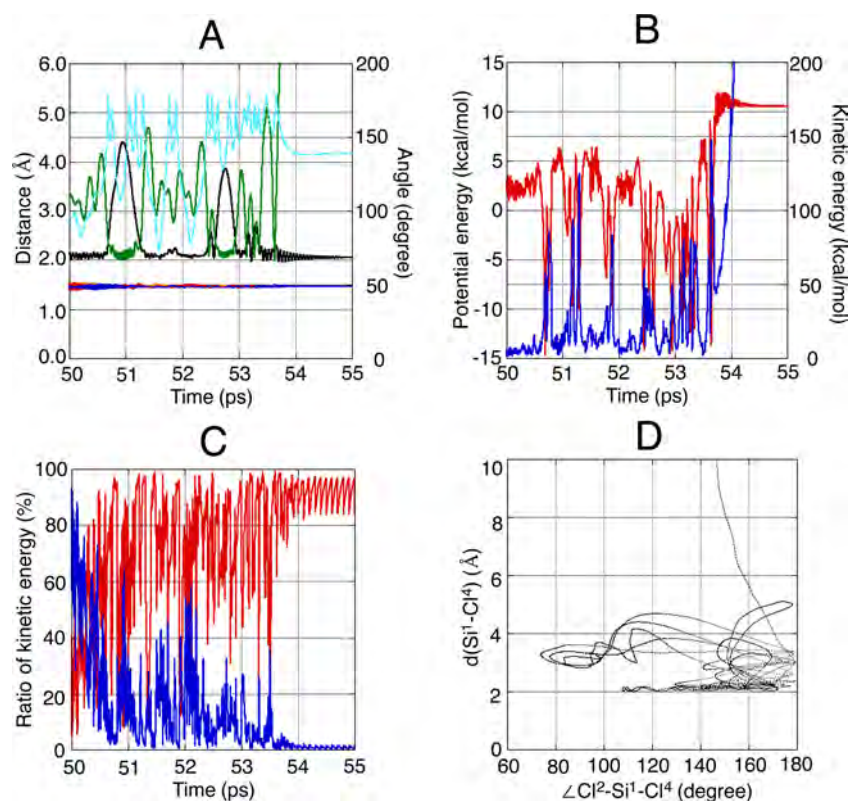 A
B
6.0
5.0
4.0
3.0
2.0
1.0
0.0
Distance (Å)
200
150
100
50
0
Angle (degree)
50 51 52 53 54 55
Time (ps)
15
10
5
0
-5
-10
-15
Potential energy (kcal/mol)
200
150
100
50
0
Kinetic energy (kcal/mol)
50 51 52 53 54 55
Time (ps)
C
D
100
80
60
40
20
0
Ratio of kinetic energy (%)
50 51 52 53 54 55
Time (ps)
10
8
6
4
2
0
d(Si¹-Cl⁴) (Å)
60 80 100 120 140 160 180
∠Cl²-Si¹-Cl⁴ (degree)